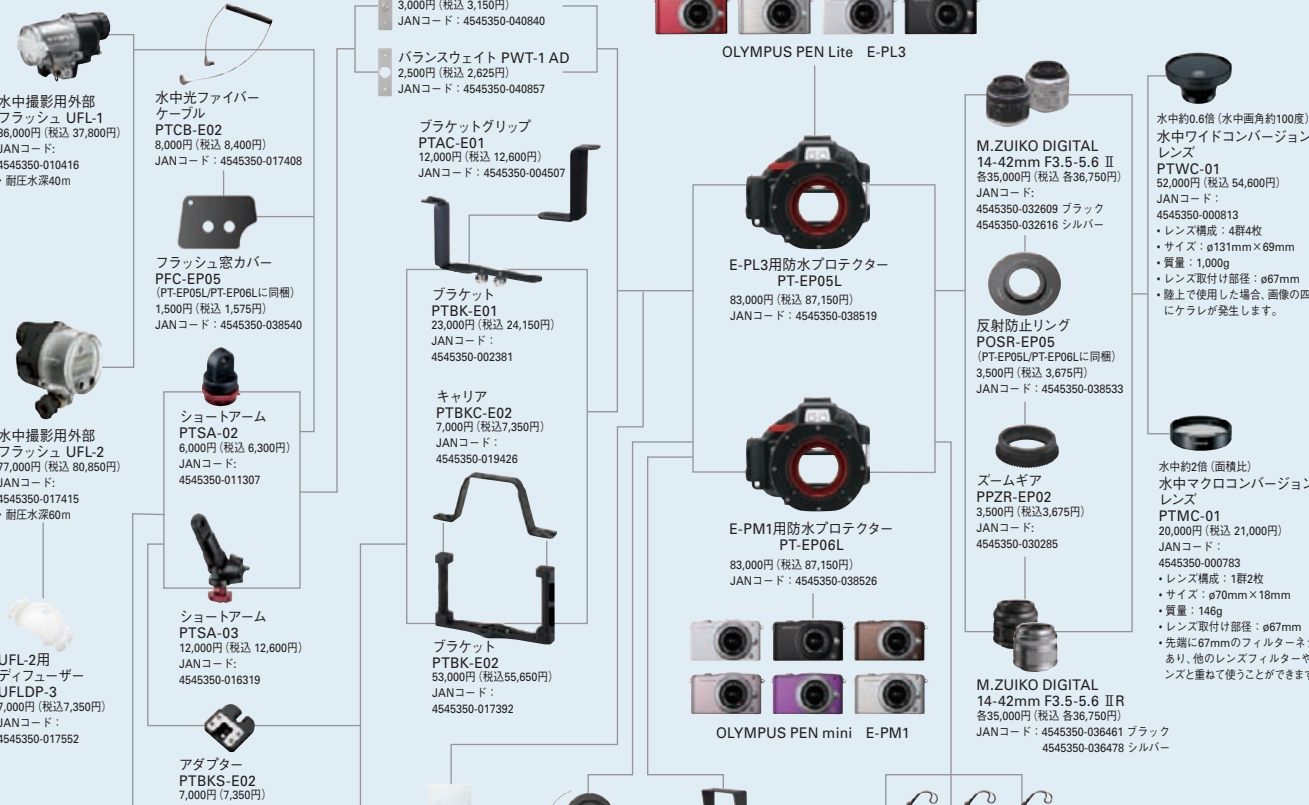 水中撮影用外部
フラッシュ UFL-1
36,000円（税込 37,800円）
JANコード:
4545350-010416
・耐圧水深40m
水中撮影用外部
フラッシュ UFL-2
77,000円（税込 80,850円）
JANコード:
4545350-017415
・耐圧水深60m
UFL-2用
ディフューザー
UFLDP-3
7,000円（税込7,350円）
JANコード：
4545350-017552
水中光ファイバー
ケーブル
PTCB-E02
8,000円（税込 8,400円）
JANコード：4545350-017408
フラッシュ窓カバー
PFC-EP05
（PT-EP05L/PT-EP06Lに同梱）
1,500円（税込 1,575円）
JANコード：4545350-038540
ショートアーム
PTSA-02
6,000円（税込 6,300円）
JANコード:
4545350-011307
ショートアーム
PTSA-03
12,000円（税込 12,600円）
JANコード:
4545350-016319
アダプター
PTBKS-E02
7,000円（7,350円）
3,000円（税込 3,150円）
JANコード：4545350-040840
バランスウェイト PWT-1 AD
2,500円（税込 2,625円）
JANコード：4545350-040857
ブラケットグリップ
PTAC-E01
12,000円（税込 12,600円）
JANコード：4545350-004507
ブラケット
PTBK-E01
23,000円（税込 24,150円）
JANコード：
4545350-002381
キャリア
PTBKC-E02
7,000円（税込7,350円）
JANコード：
4545350-019426
ブラケット
PTBK-E02
53,000円（税込55,650円）
JANコード：
4545350-017392
OLYMPUS PEN Lite E-PL3
E-PL3用防水プロテクター
PT-EP05L
83,000円（税込 87,150円）
JANコード：4545350-038519
E-PM1用防水プロテクター
PT-EP06L
83,000円（税込 87,150円）
JANコード：4545350-038526
OLYMPUS PEN mini E-PM1
M.ZUIKO DIGITAL
14-42mm F3.5-5.6 Ⅱ
各35,000円（税込 各36,750円）
JANコード:
4545350-032609 ブラック
4545350-032616 シルバー
反射防止リング
POSR-EP05
（PT-EP05L/PT-EP06Lに同梱）
3,500円（税込 3,675円）
JANコード：4545350-038533
ズームギア
PPZR-EP02
3,500円（税込3,675円）
JANコード:
4545350-030285
M.ZUIKO DIGITAL
14-42mm F3.5-5.6 ⅡR
各35,000円（税込 各36,750円）
JANコード：4545350-036461 ブラック
4545350-036478 シルバー
水中約0.6倍（水中画角約100度）
水中ワイドコンバージョン
レンズ
PTWC-01
52,000円（税込 54,600円）
JANコード：
4545350-000813
・レンズ構成：4群4枚
・サイズ：ø131mm×69mm
・質量：1,000g
・レンズ取付け部径：ø67mm
・陸上で使用した場合、画像の四
にケラレが発生します。
水中約2倍（面積比）
水中マクロコンバージョン
レンズ
PTMC-01
20,000円（税込 21,000円）
JANコード：
4545350-000783
・レンズ構成：1群2枚
・サイズ：ø70mm×18mm
・質量：146g
・レンズ取付け部径：ø67mm
・先端に67mmのフィルターネ
あり、他のレンズフィルターや
ンズと重ねて使うことができます